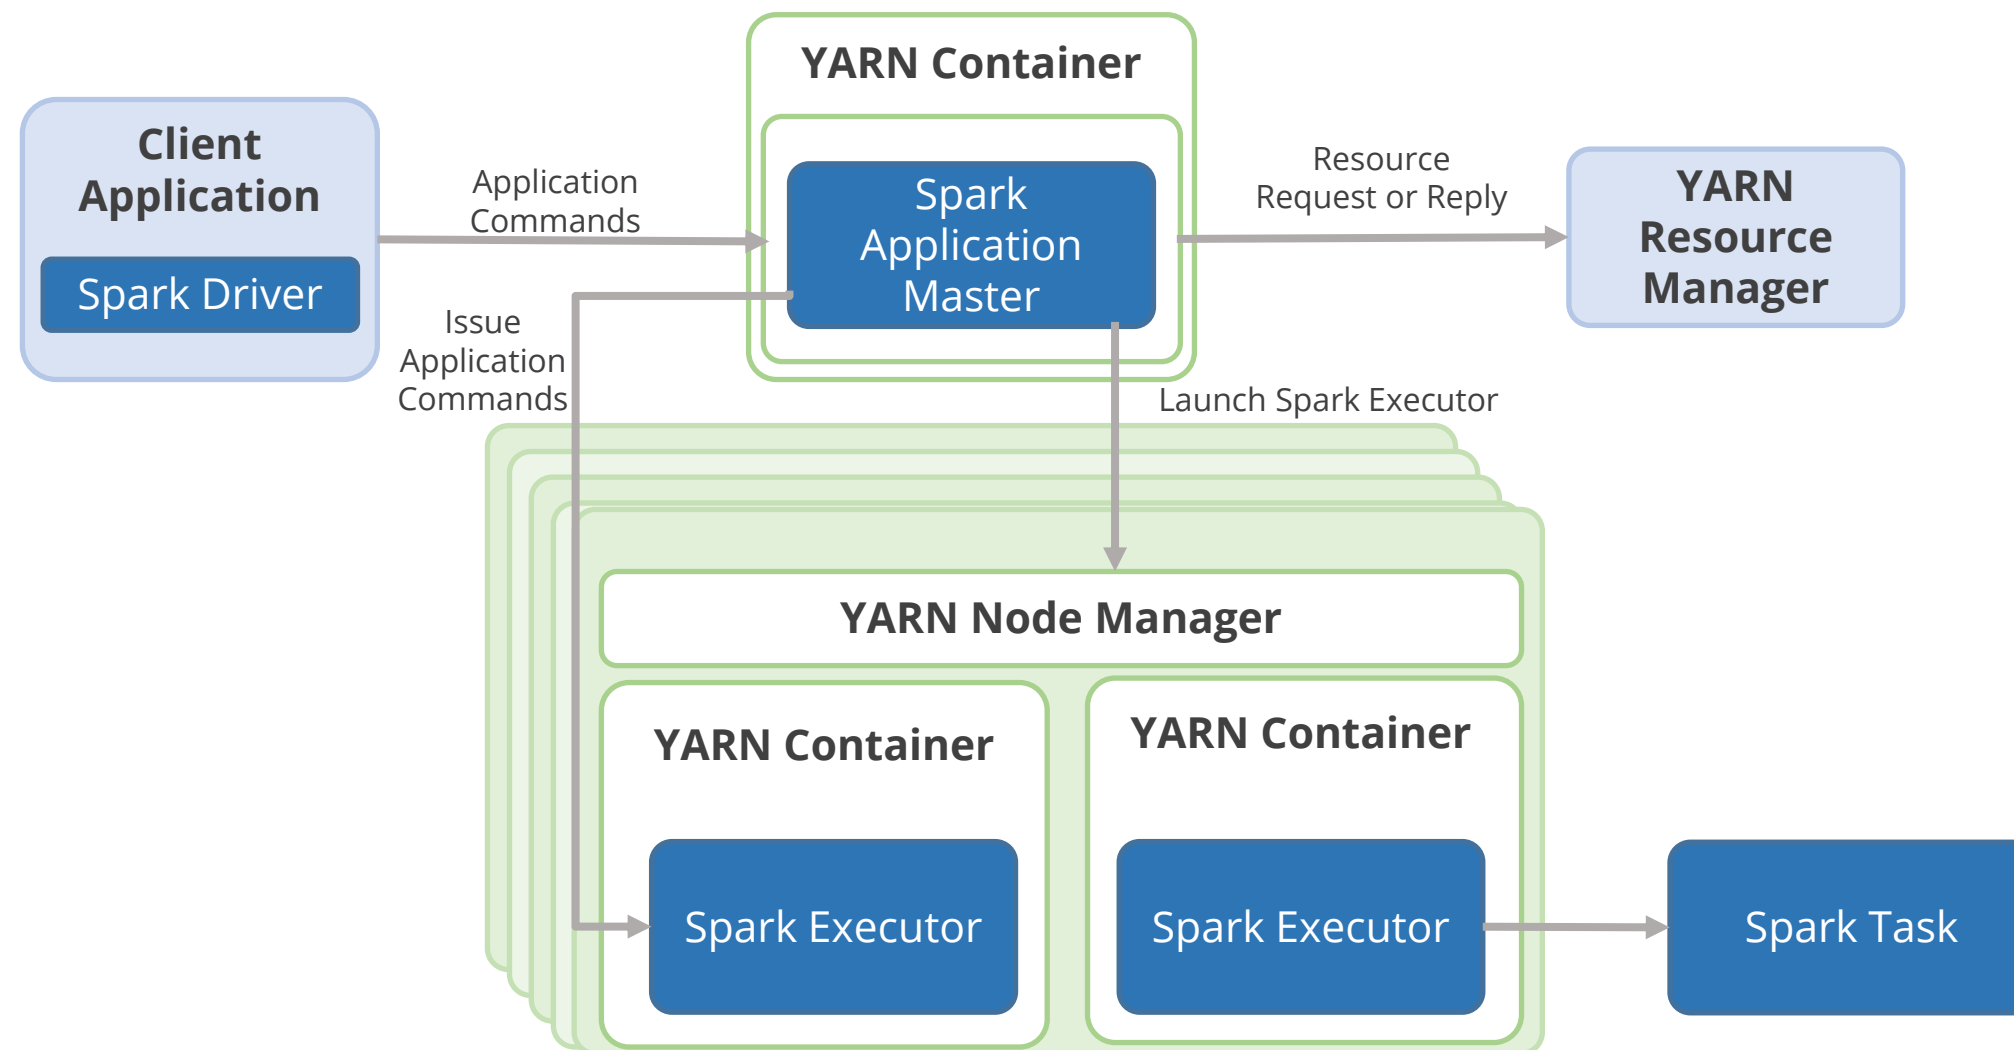 YARN Container
Client
Application
Spark Driver
Application
Commands
Spark
Application
Master
Resource
Request or Reply
YARN
Resource
Manager
Issue
Application
Commands
Launch Spark Executor
YARN Node Manager
YARN Container
YARN Container
Spark Executor
Spark Executor
Spark Task